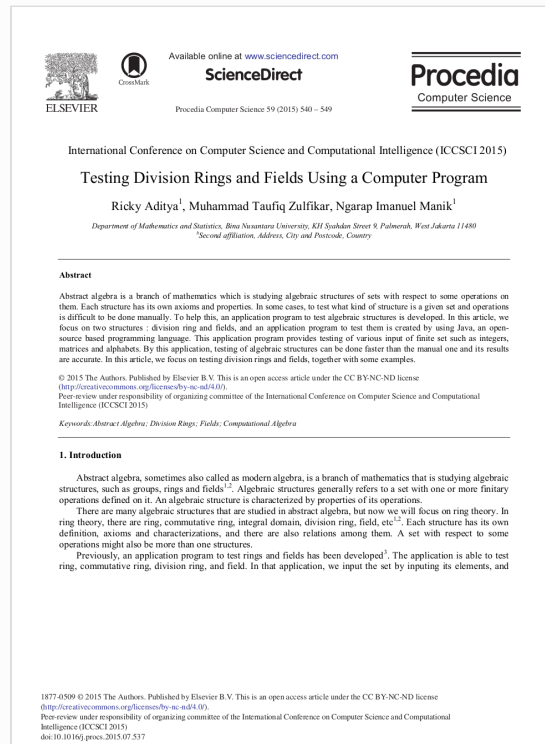 Available online at www.sciencedirect.com
CrossMark
ScienceDirect
ELSEVIER
Procedia Computer Science 59 (2015) 540 – 549
Procedia
Computer Science
International Conference on Computer Science and Computational Intelligence (ICCSCI 2015)
Testing Division Rings and Fields Using a Computer Program
Ricky Aditya1, Muhammad Taufiq Zulfikar, Ngarap Imanuel Manik1
Department of Mathematics and Statistics, Bina Nusantara University, KH Syahdan Street 9, Palmerah, West Jakarta 11480
bSecond affiliation, Address, City and Postcode, Country
Abstract
Abstract algebra is a branch of mathematics which is studying algebraic structures of sets with respect to some operations on
them. Each structure has its own axioms and properties. In some cases, to test what kind of structure is a given set and operations
is difficult to be done manually. To help this, an application program to test algebraic structures is developed. In this article, we
focus on two structures : division ring and fields, and an application program to test them is created by using Java, an open-
source based programming language. This application program provides testing of various input of finite set such as integers,
matrices and alphabets. By this application, testing of algebraic structures can be done faster than the manual one and its results
are accurate. In this article, we focus on testing division rings and fields, together with some examples.
© 2015 The Authors. Published by Elsevier B.V. This is an open access article under the CC BY-NC-ND license
(http://creativecommons.org/licenses/by-nc-nd/4.0/).
Peer-review under responsibility of organizing committee of the International Conference on Computer Science and Computational
Intelligence (ICCSCI 2015)
Keywords:Abstract Algebra; Division Rings; Fields; Computational Algebra
1. Introduction
Abstract algebra, sometimes also called as modern algebra, is a branch of mathematics that is studying algebraic
structures, such as groups, rings and fields1,2. Algebraic structures generally refers to a set with one or more finitary
operations defined on it. An algebraic structure is characterized by properties of its operations.
There are many algebraic structures that are studied in abstract algebra, but now we will focus on ring theory. In
ring theory, there are ring, commutative ring, integral domain, division ring, field, etc1,2. Each structure has its own
definition, axioms and characterizations, and there are also relations among them. A set with respect to some
operations might also be more than one structures.
Previously, an application program to test rings and fields has been developed3. The application is able to test
ring, commutative ring, division ring, and field. In that application, we input the set by inputing its elements, and
1877-0509 © 2015 The Authors. Published by Elsevier B.V. This is an open access article under the CC BY-NC-ND license
(http://creativecommons.org/licenses/by-nc-nd/4.0/).
Peer-review under responsibility of organizing committee of the International Conference on Computer Science and Computational
Intelligence (ICCSCI 2015)
doi:10.1016/j.procs.2015.07.537